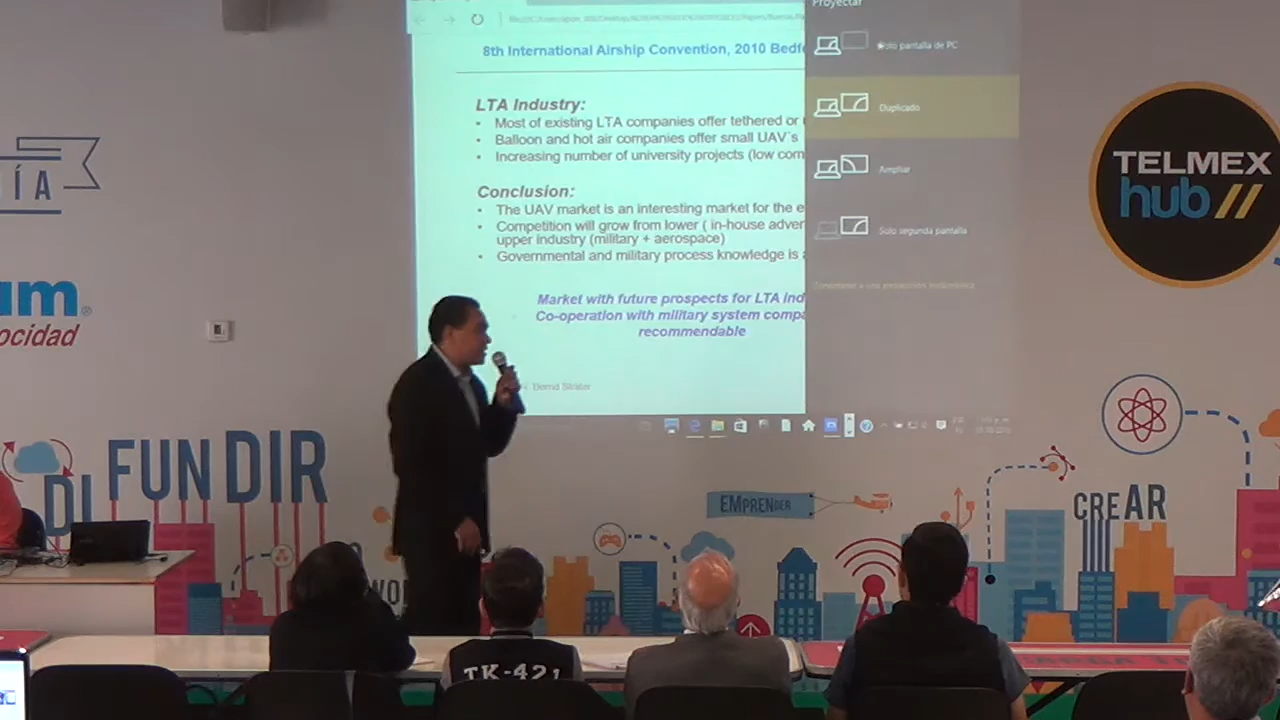 Proyectar
8th International Airship Convention, 2010 Bedf
Solo pantalla de PC
LTA Industry:
• Most of existing LTA companies offer tethered or
• Balloon and hot air companies offer small UAV´s
• Increasing number of university projects (low com
Duplicado
Ampliar
Conclusion:
• The UAV market is an interesting market for the e
• Competition will grow from lower ( in-house adver
upper industry (military + aerospace)
• Governmental and military process knowledge is a
Solo segunda pantalla
Market with future prospects for LTA ind
Co-operation with military system compa
recommendable
Bernd Sträter
TELMEX
hub//
ÍA
um®
ocidad
DI
FUNDIR
EMPRENDER
CREAR
TK-421